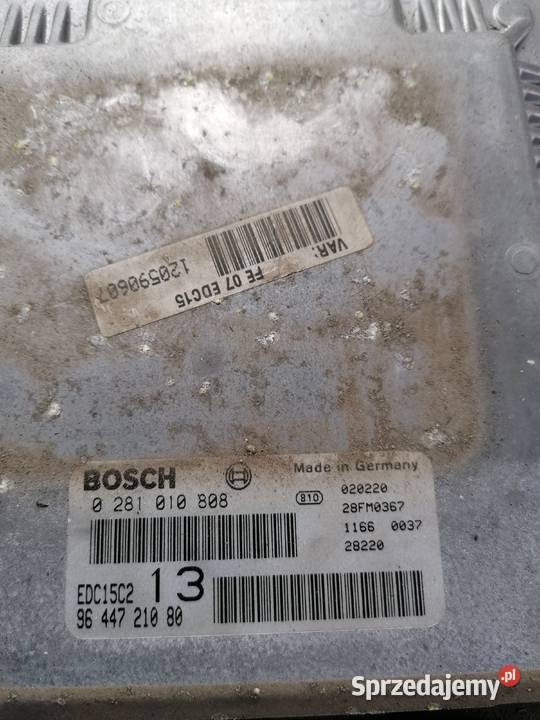 VAR:
FE 07 EDC15
1205900607
BOSCH
Made in Germany
0 281 010 808
810
020220
28FM0367
1166 0037
28220
EDC15C2 13
96 447 210 80
Sprzedajemy.pl